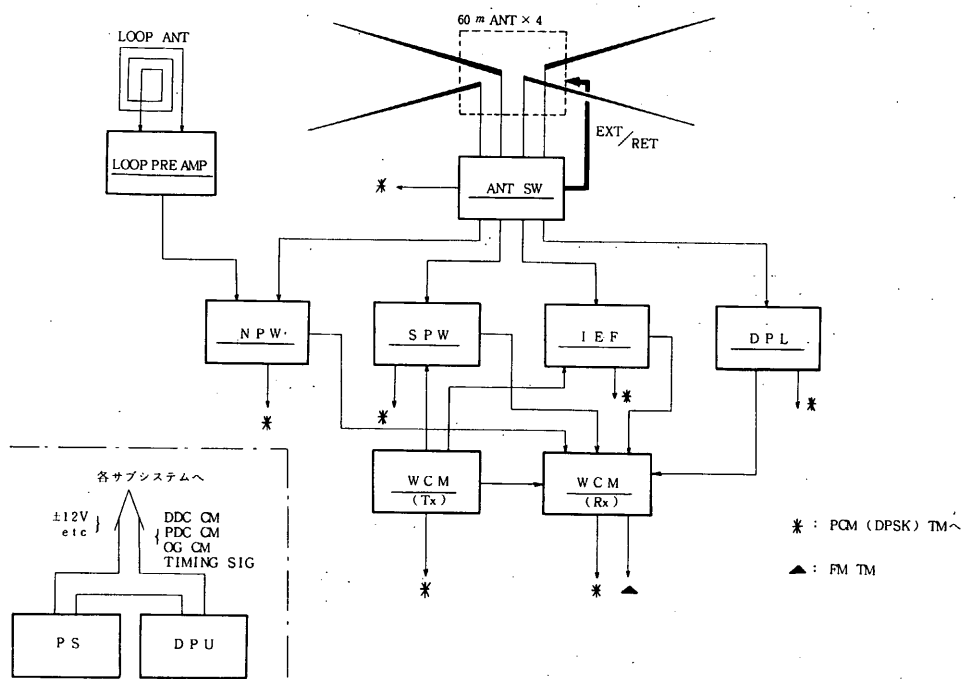 60 m ANT × 4
LOOP ANT
EXT/RET
LOOP PRE AMP
ANT SW
*
NPW
SPW
IEF
DPL
*
*
*
*
WCM
(Tx)
WCM
(Rx)
*
*
▲
各サブシステムへ
±12V
etc
DDC CM
PDC CM
OG CM
TIMING SIG
PS
DPU
* : PCM (DPSK) TMへ
▲ : FM TM